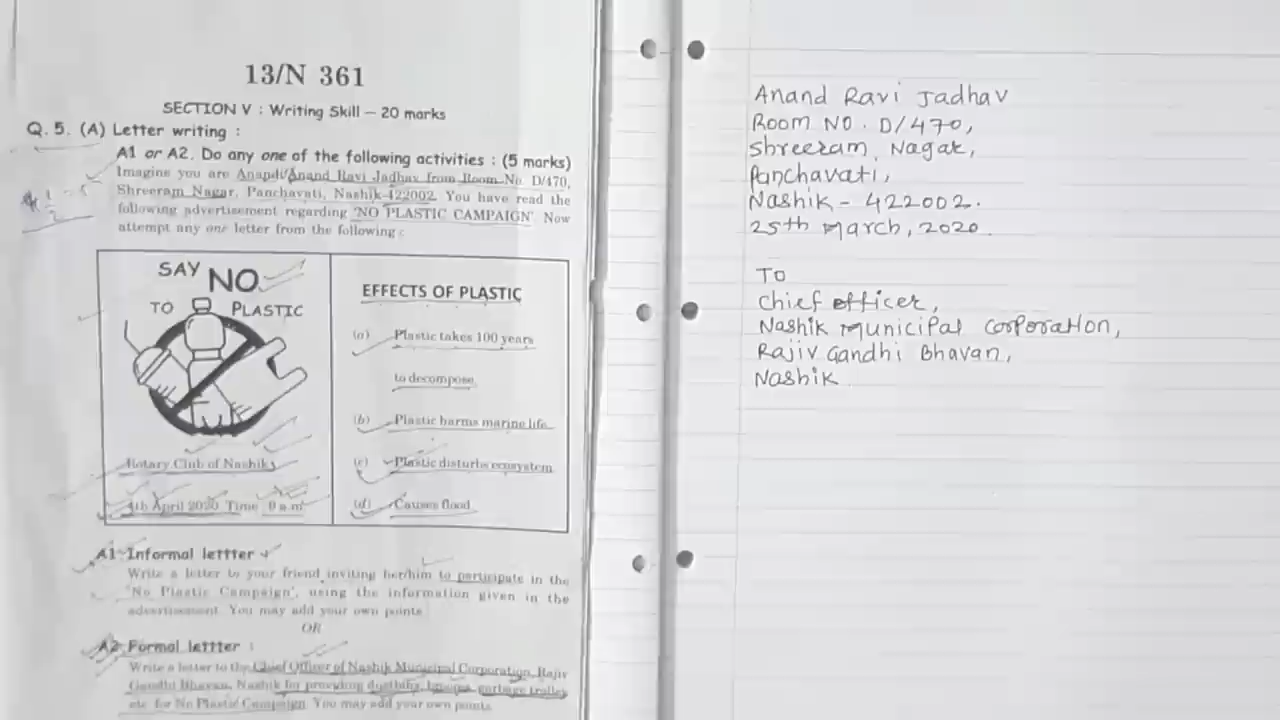 13/N 361
SECTION V : Writing Skill – 20 marks
Q. 5. (A) Letter writing :
A1 or A2. Do any one of the following activities : (5 marks)
Imagine you are Anandi/Anand Ravi Jadhav from Room No. D/470,
Shreeram Nagar, Panchavati, Nashik-422002. You have read the
following advertisement regarding 'NO PLASTIC CAMPAIGN'. Now
attempt any one letter from the following :
SAY NO
TO PLASTIC
Rotary Club of Nashik
4th April 2020 Time 9 a.m
EFFECTS OF PLASTIC
(a) Plastic takes 100 years
to decompose.
(b) Plastic harms marine life.
(c) Plastic disturbs ecosystem
(d) Causes flood
A1 Informal lettter
Write a letter to your friend inviting her/him to participate in the
'No Plastic Campaign', using the information given in the
advertisement. You may add your own points
OR
A2 Formal lettter :
Write a letter to the Chief Officer of Nashik Municipal Corporation, Rajiv
Gandhi Bhavan, Nashik for providing dustbins, garbage trolley
etc. for No Plastic Campaign. You may add your own points.
Anand Ravi Jadhav
Room No. D/470,
Shreeram Nagar,
Panchavati,
Nashik - 422002.
25th March, 2020.
To
Chief officer,
Nashik Municipal corporation,
Rajiv Gandhi Bhavan,
Nashik